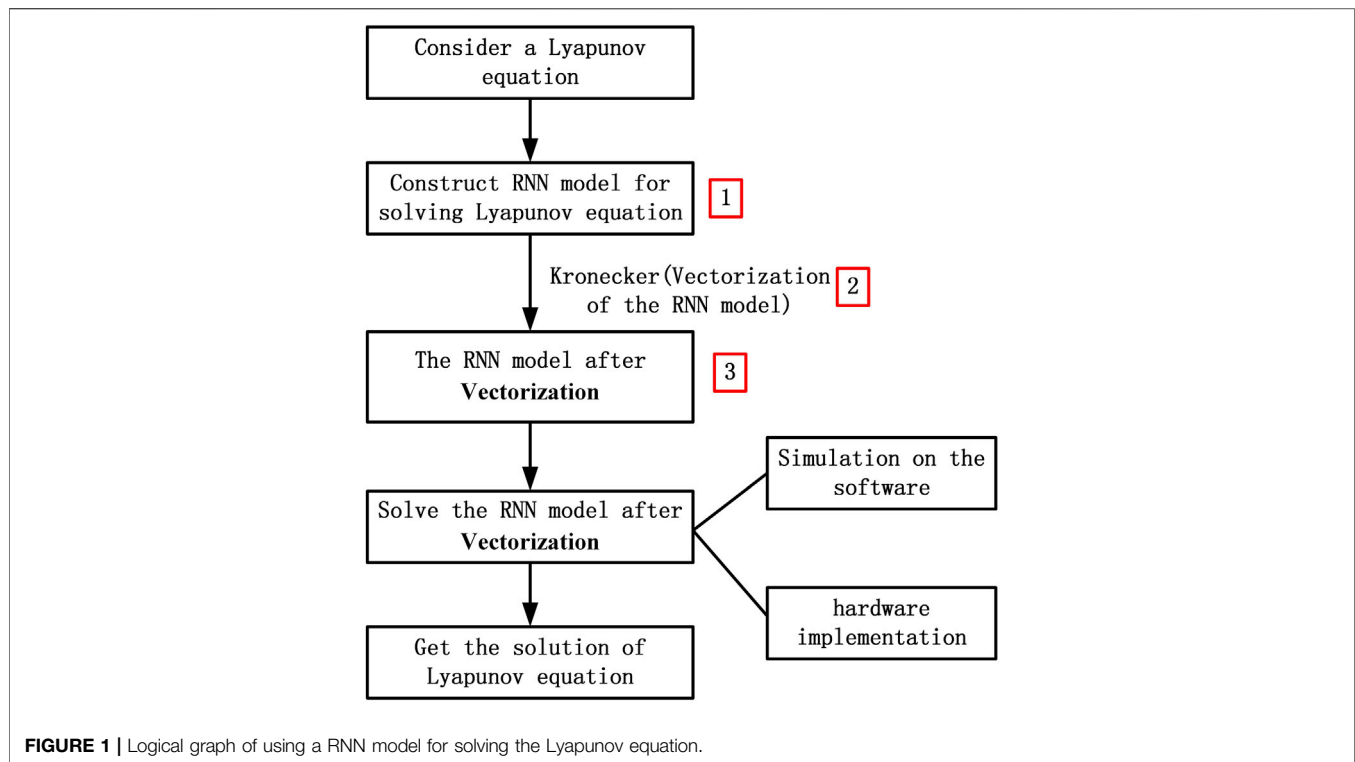 Consider a Lyapunov
equation
Construct RNN model for
solving Lyapunov equation
1
Kronecker(Vectorization
of the RNN model)
2
The RNN model after
Vectorization
3
Solve the RNN model after
Vectorization
Simulation on the
software
hardware
implementation
Get the solution of
Lyapunov equation
FIGURE 1 | Logical graph of using a RNN model for solving the Lyapunov equation.